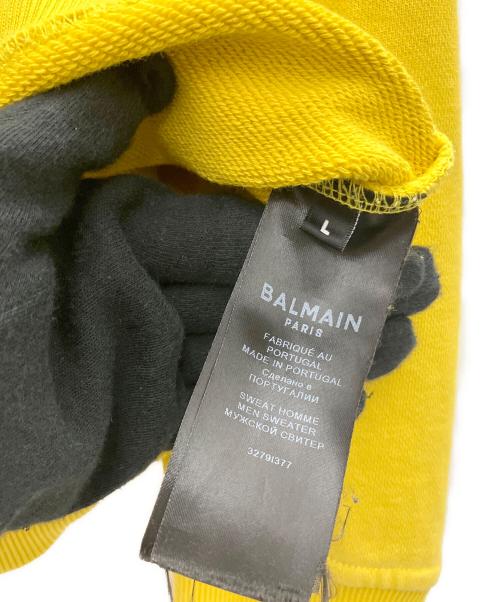 L
BALMAIN
PARIS
FABRIQUÉ AU
PORTUGAL
MADE IN PORTUGAL
Сделано в
ПОРТУГАЛИИ
SWEAT HOMME
MEN SWEATER
МУЖСКОЙ СВИТЕР
3279I377